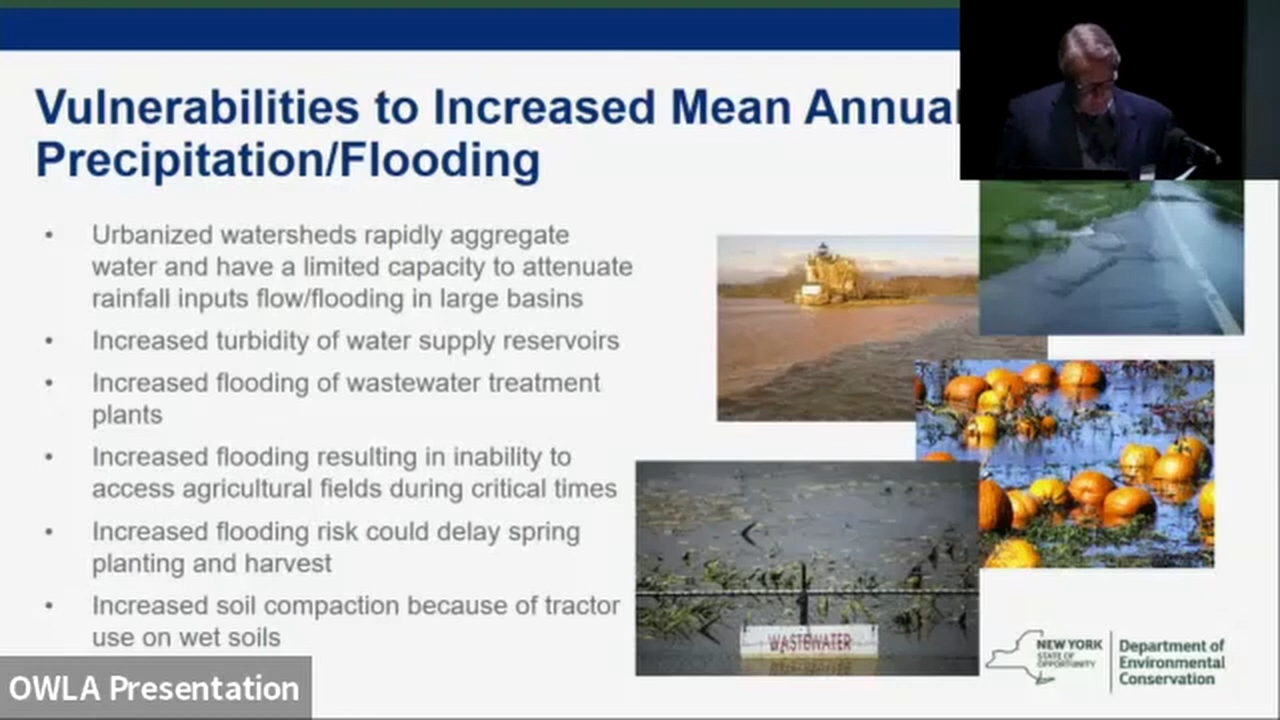 Vulnerabilities to Increased Mean Annual
Precipitation/Flooding
• Urbanized watersheds rapidly aggregate
water and have a limited capacity to attenuate
rainfall inputs flow/flooding in large basins
• Increased turbidity of water supply reservoirs
• Increased flooding of wastewater treatment
plants
• Increased flooding resulting in inability to
access agricultural fields during critical times
• Increased flooding risk could delay spring
planting and harvest
• Increased soil compaction because of tractor
use on wet soils
WASTEWATER
NEW YORK
STATE OF
OPPORTUNITY
Department of
Environmental
Conservation
OWLA Presentation